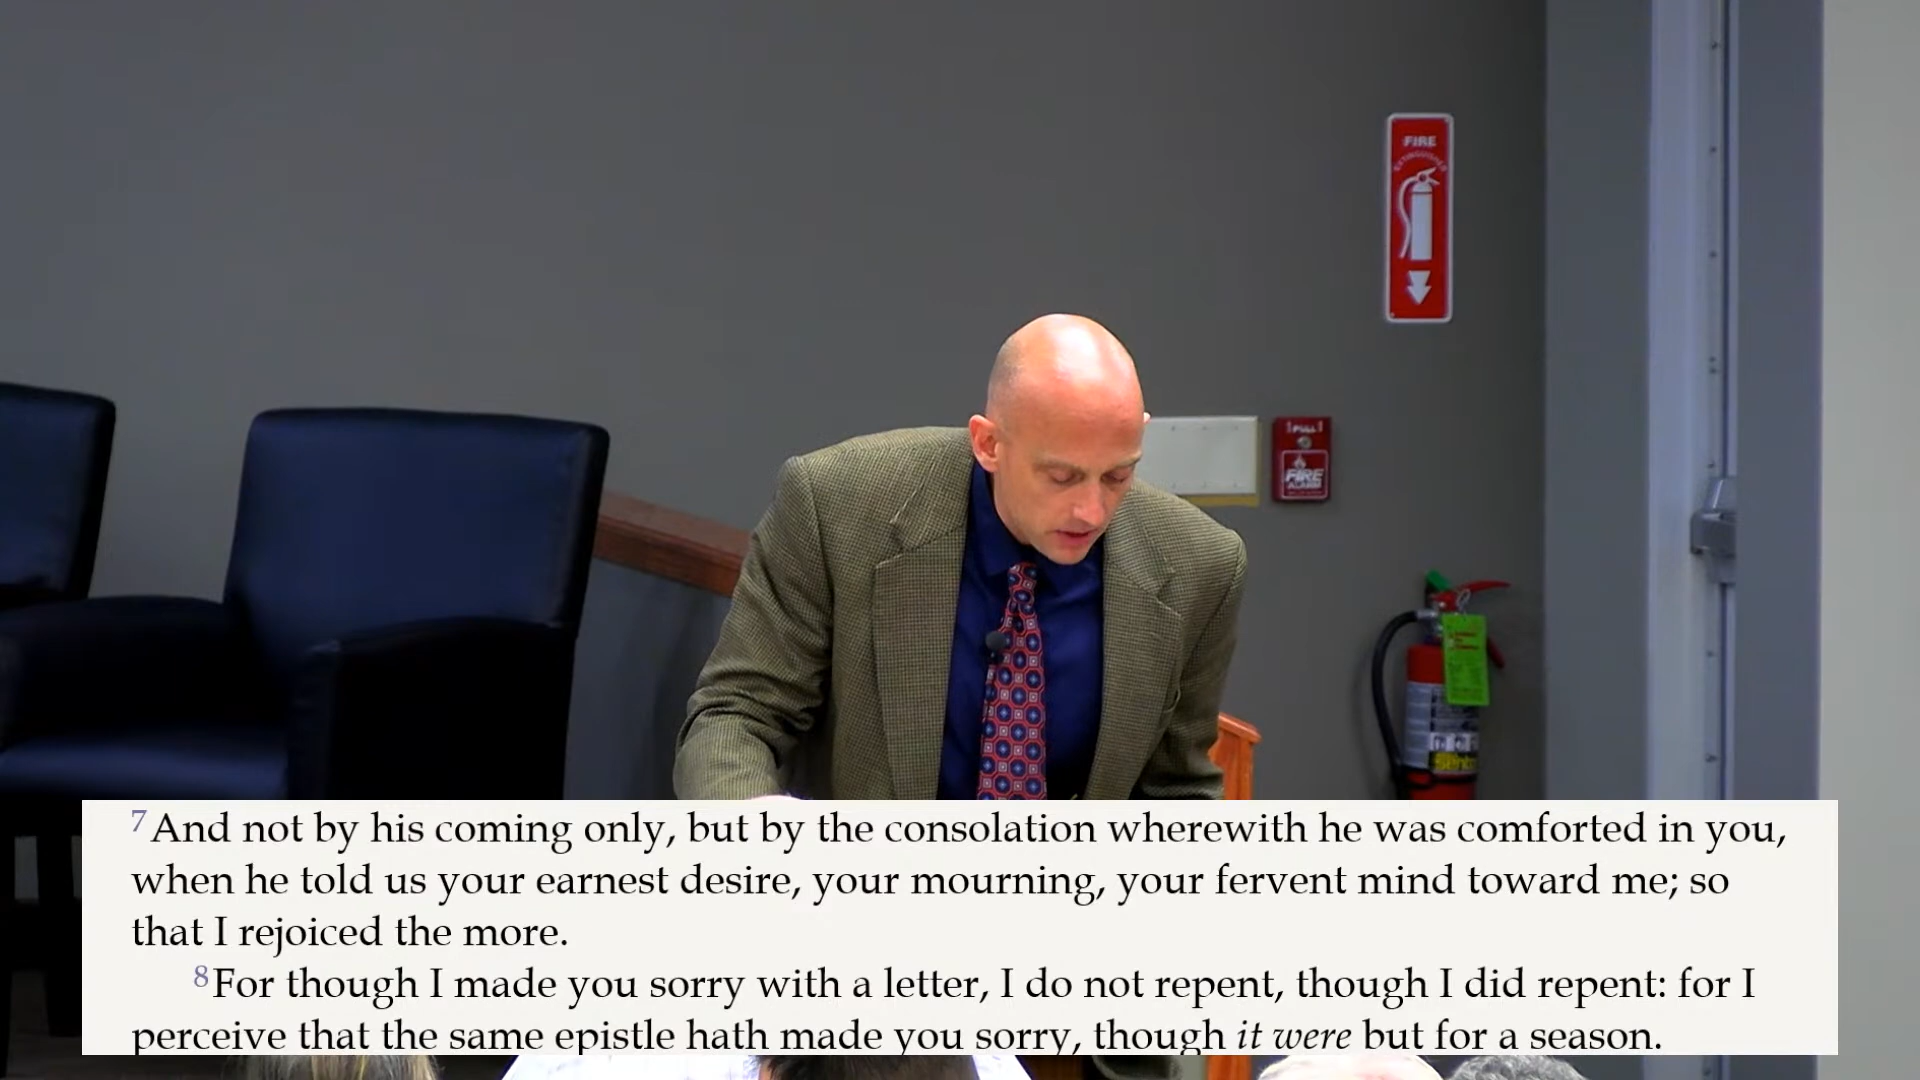 FIRE
EXTINGUISHER
PULL
FIRE
ALARM
7 And not by his coming only, but by the consolation wherewith he was comforted in you,
when he told us your earnest desire, your mourning, your fervent mind toward me; so
that I rejoiced the more.
8 For though I made you sorry with a letter, I do not repent, though I did repent: for I
perceive that the same epistle hath made you sorry, though it were but for a season.